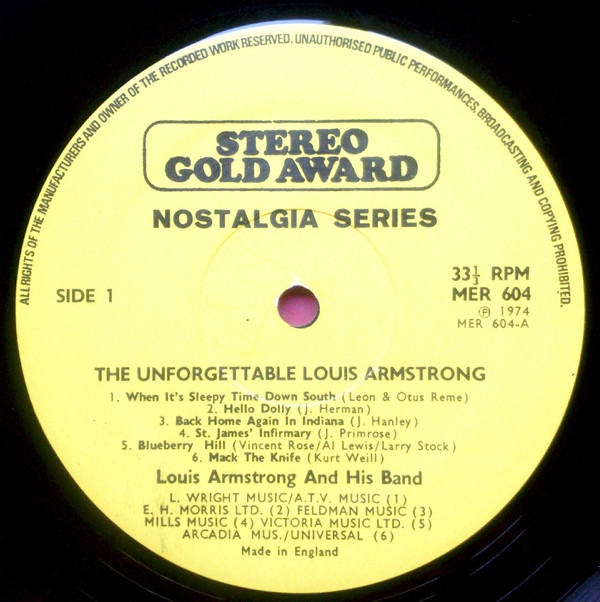 ALL RIGHTS OF THE MANUFACTURERS AND OWNER OF THE RECORDED WORK RESERVED. UNAUTHORISED PUBLIC PERFORMANCES, BROADCASTING AND COPYING PROHIBITED.
STEREO
GOLD AWARD
NOSTALGIA SERIES
SIDE 1
33⅓ RPM
MER 604
℗ 1974
MER 604-A
THE UNFORGETTABLE LOUIS ARMSTRONG
1. When It's Sleepy Time Down South (Leon & Otus Reme)
2. Hello Dolly (J. Herman)
3. Back Home Again In Indiana (J. Hanley)
4. St. James' Infirmary (J. Primrose)
5. Blueberry Hill (Vincent Rose/Al Lewis/Larry Stock)
6. Mack The Knife (Kurt Weill)
Louis Armstrong And His Band
L. WRIGHT MUSIC/A.T.V. MUSIC (1)
E. H. MORRIS LTD. (2) FELDMAN MUSIC (3)
MILLS MUSIC (4) VICTORIA MUSIC LTD. (5)
ARCADIA MUS./UNIVERSAL (6)
Made in England